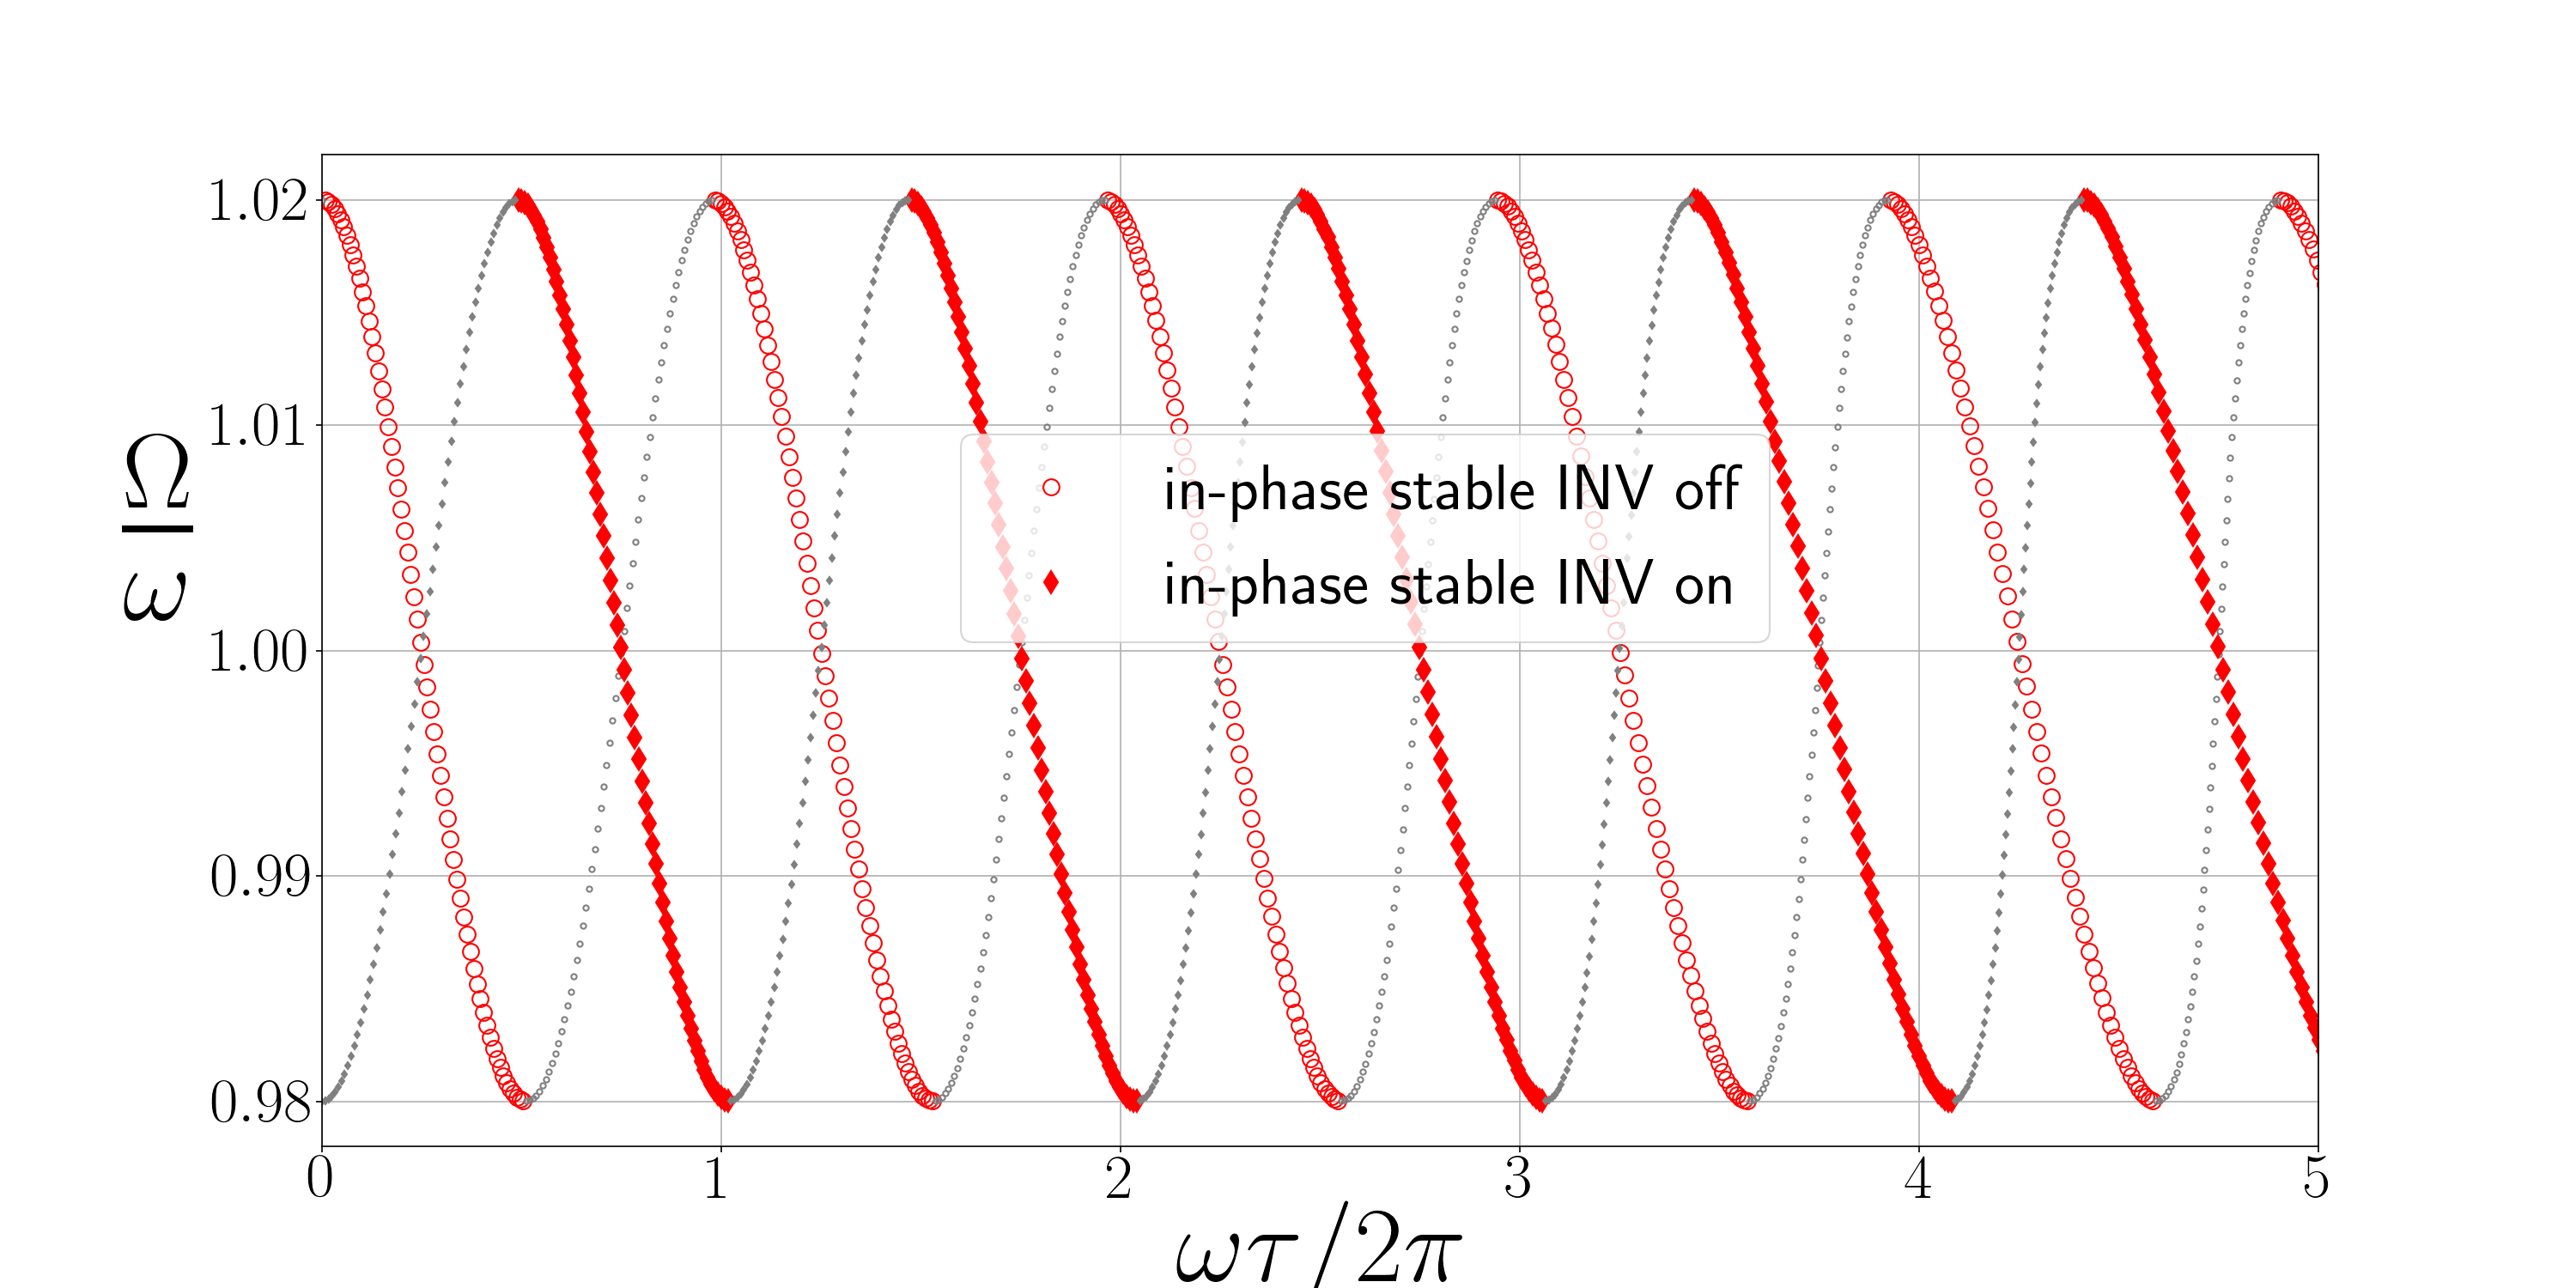 1.02
1.01
1.00
0.99
0.98
Ω
—
ω
in-phase stable INV off
in-phase stable INV on
0 1 2 3 4 5
ωτ/2π